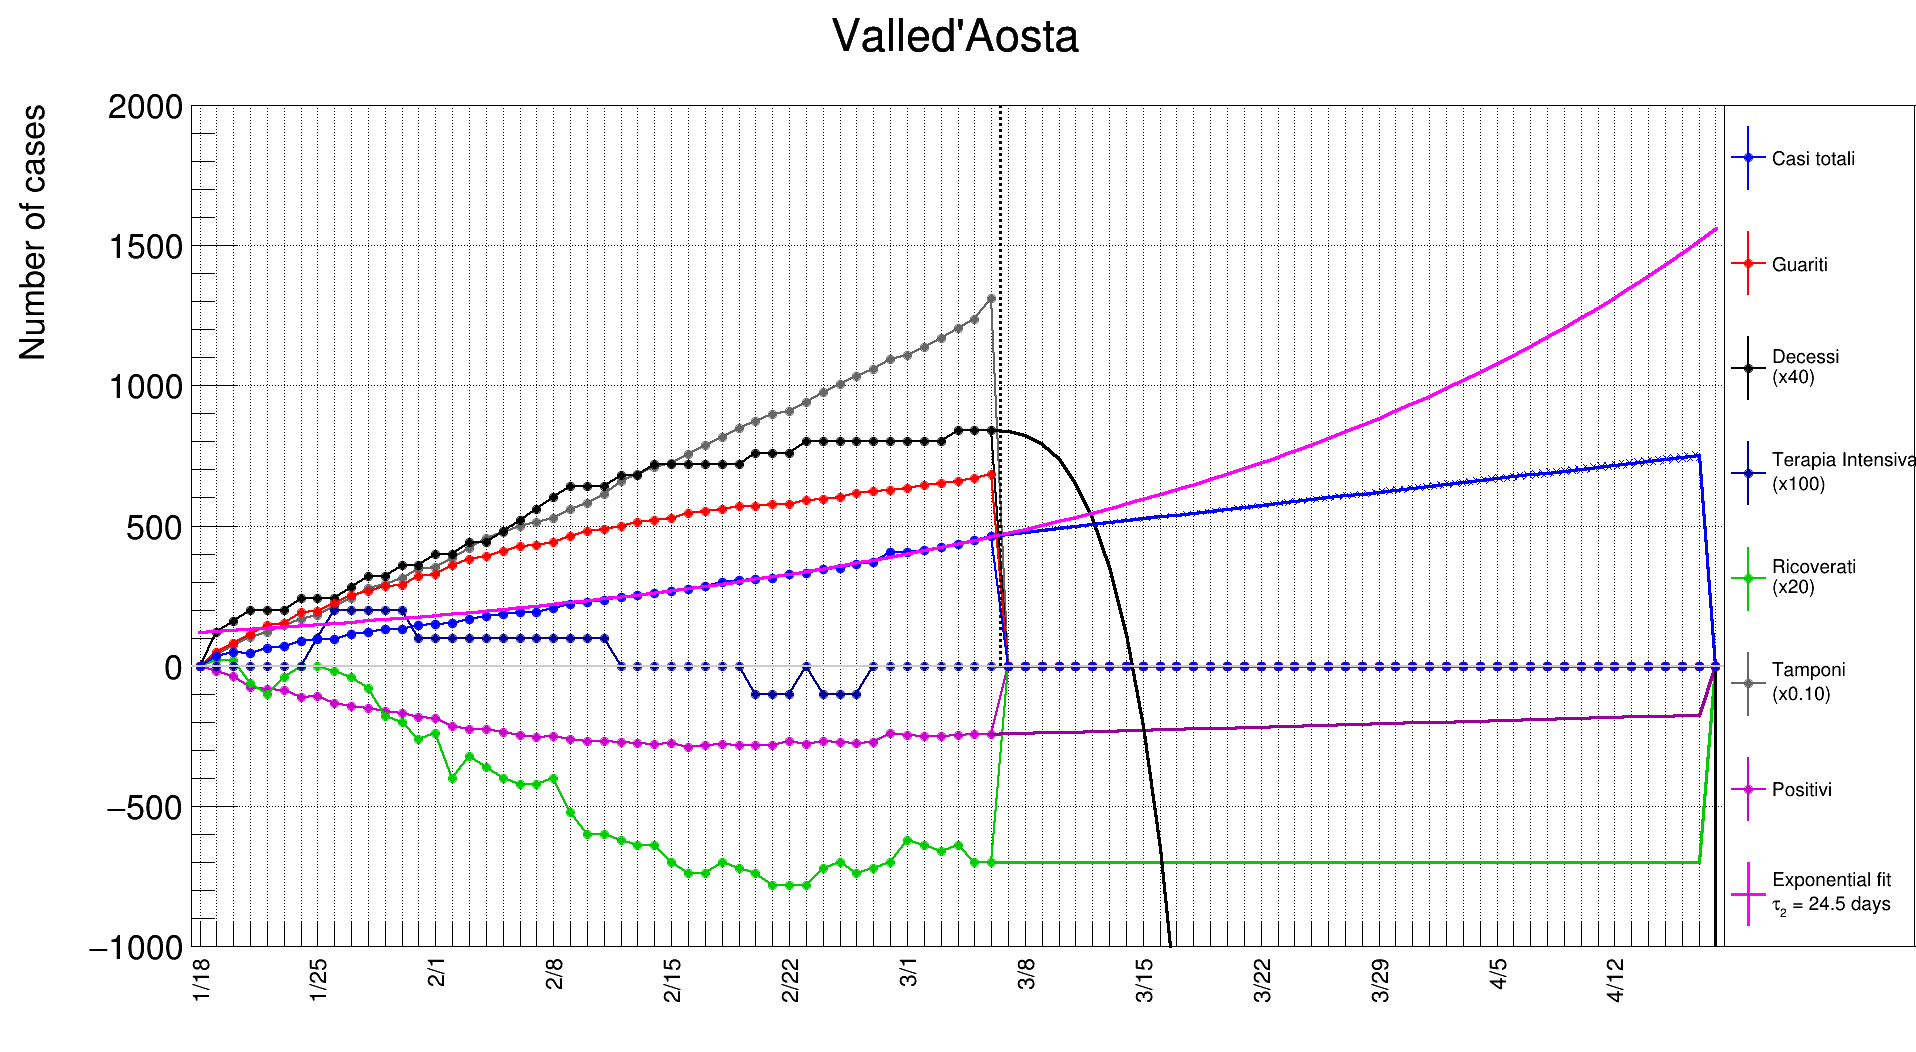 Valled'Aosta
Number of cases
2000
1500
1000
500
0
−500
−1000
1/18
1/25
2/1
2/8
2/15
2/22
3/1
3/8
3/15
3/22
3/29
4/5
4/12
Casi totali
Guariti
Decessi
(x40)
Terapia Intensiva
(x100)
Ricoverati
(x20)
Tamponi
(x0.10)
Positivi
Exponential fit
τ₂ = 24.5 days